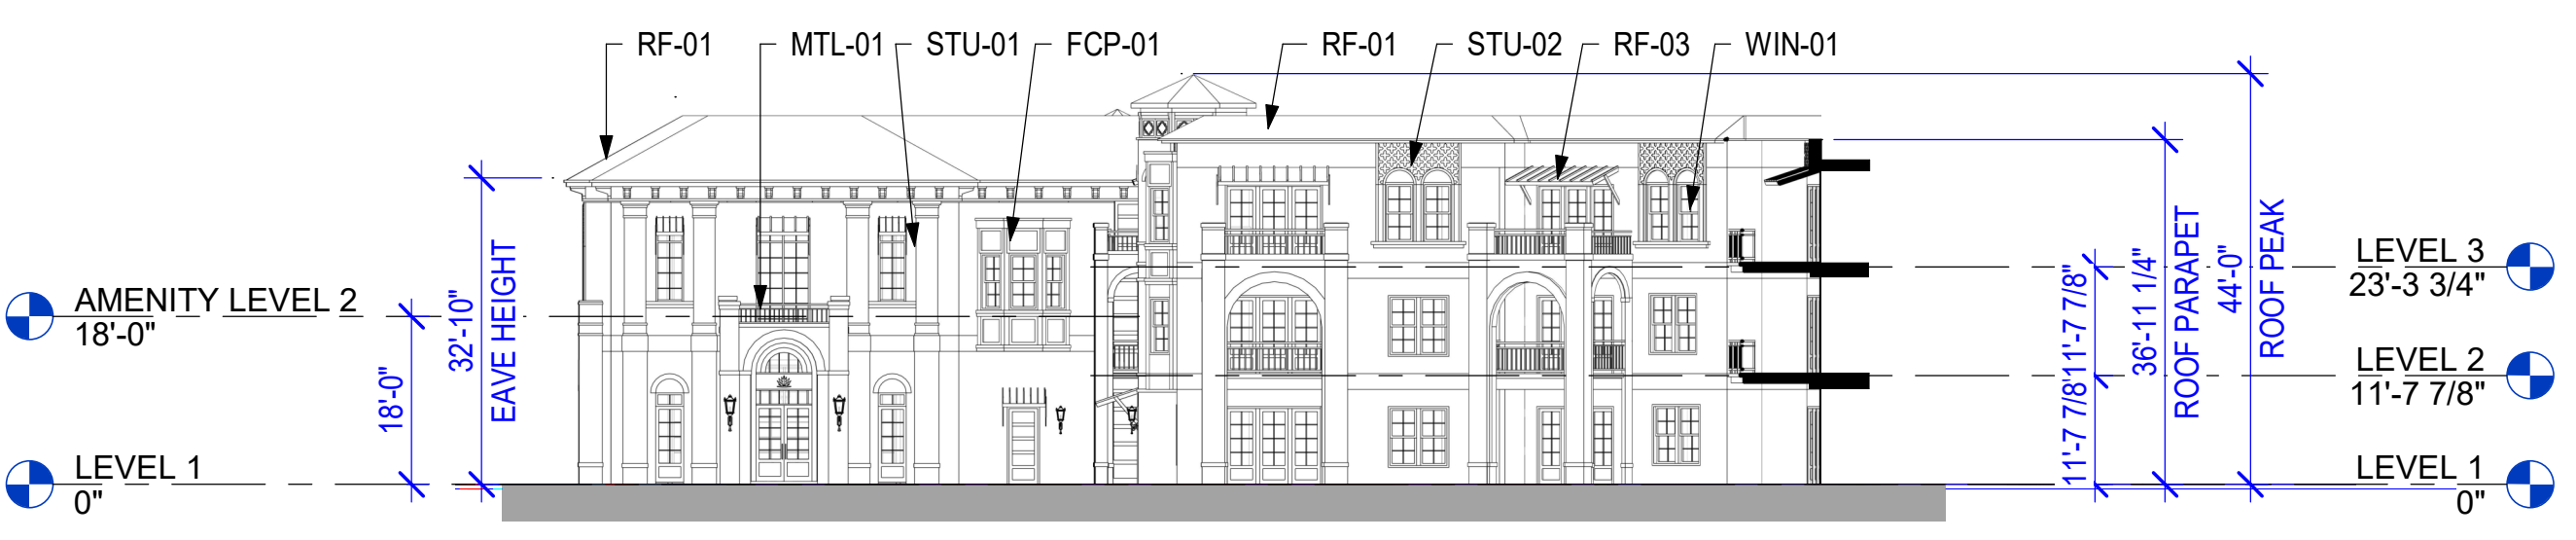 RF-01
MTL-01
STU-01
FCP-01
RF-01
STU-02
RF-03
WIN-01
AMENITY LEVEL 2
18'-0"
LEVEL 1
0"
18'-0"
32'-10"
EAVE HEIGHT
11'-7 7/8"
11'-7 7/8"
36'-11 1/4"
ROOF PARAPET
44'-0"
ROOF PEAK
LEVEL 3
23'-3 3/4"
LEVEL 2
11'-7 7/8"
LEVEL 1
0"